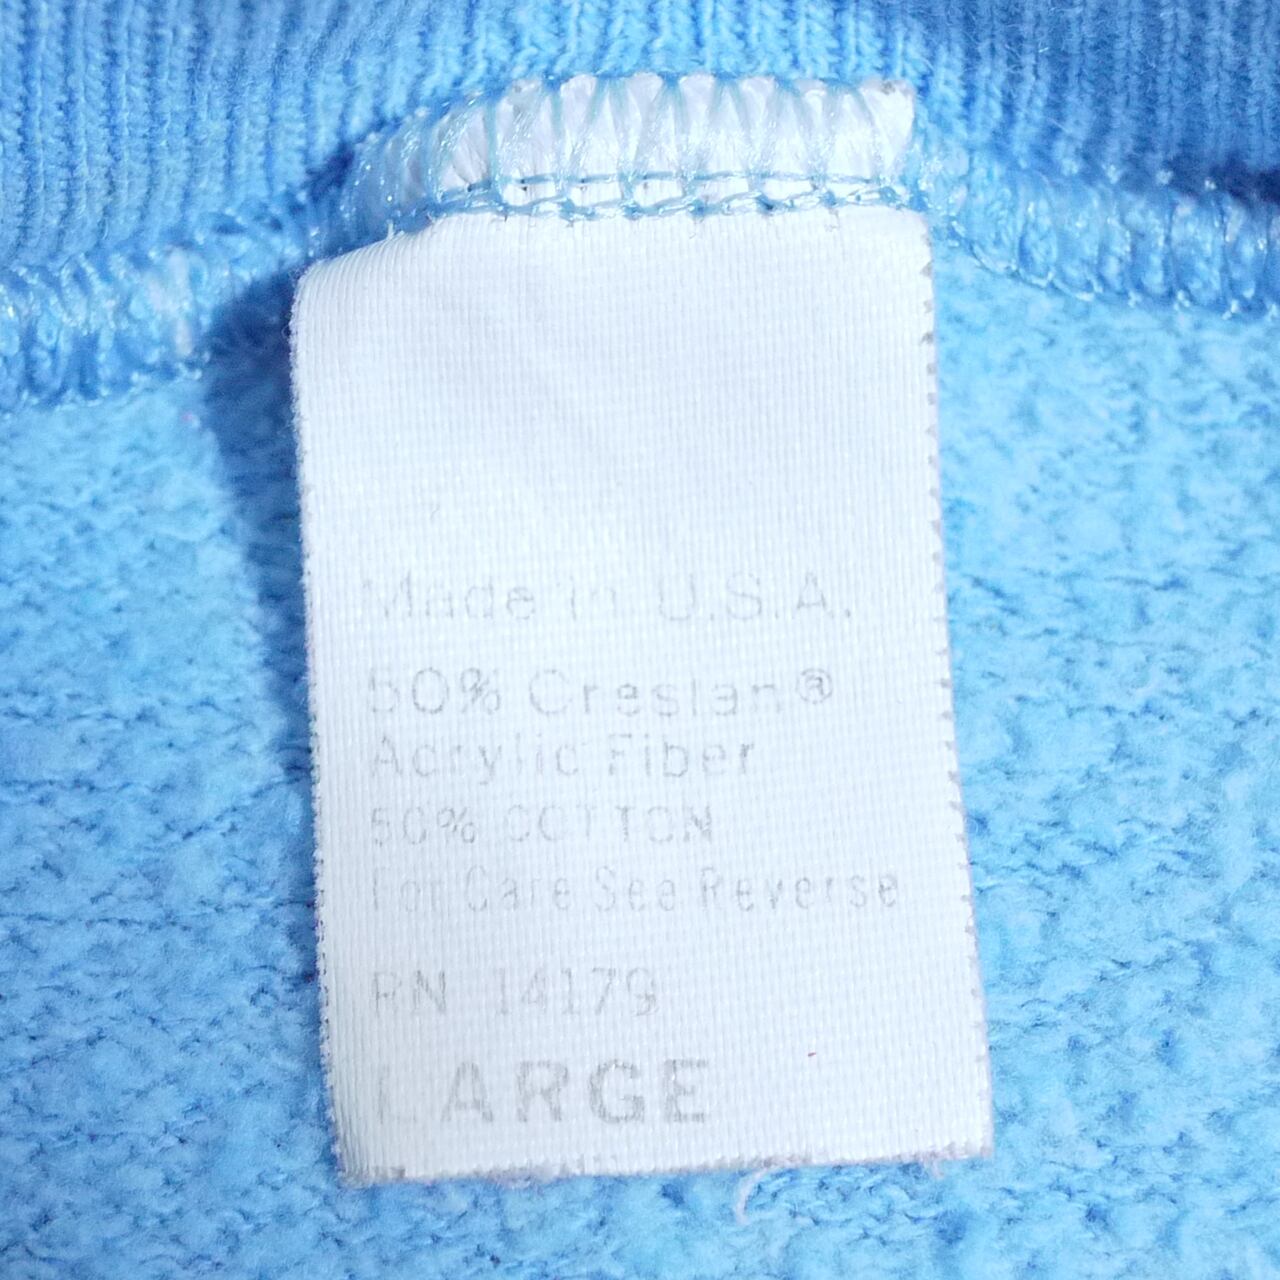 Made in U.S.A.
50% Creslan®
Acrylic Fiber
50% COTTON
For Care See Reverse
RN 14179
LARGE